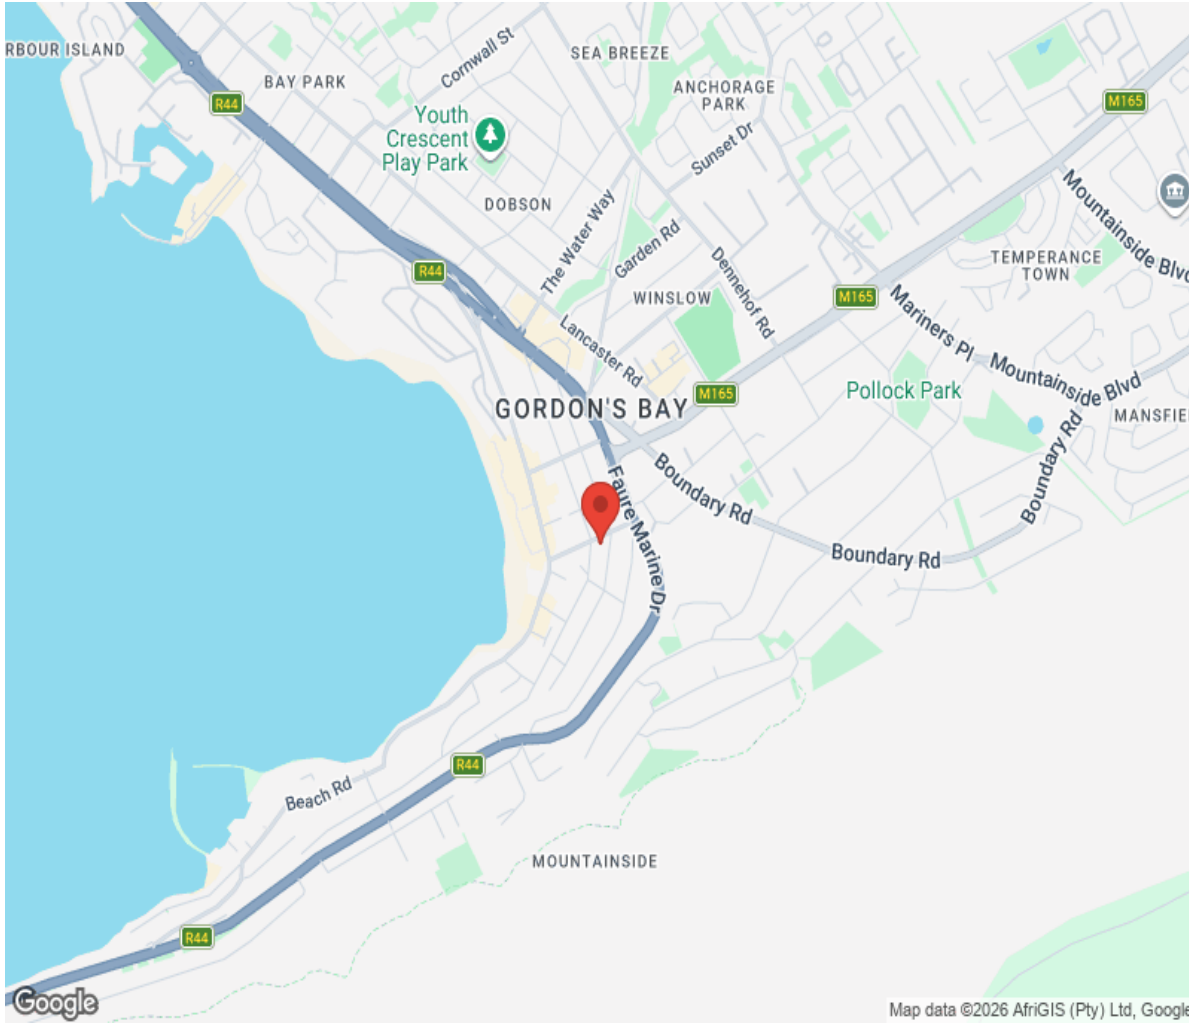 RBOUR ISLAND
BAY PARK
Cornwall St
SEA BREEZE
ANCHORAGE
PARK
R44
M165
Youth
Crescent
Play Park
Sunset Dr
DOBSON
The Water Way
Garden Rd
Mountainside Blvd
R44
Dennehof Rd
TEMPERANCE
TOWN
WINSLOW
M165
Mariners Pl
Lancaster Rd
M165
Mountainside Blvd
Pollock Park
GORDON'S BAY
MANSFIE
Boundary Rd
Faure Marine Dr
Boundary Rd
Boundary Rd
R44
Beach Rd
MOUNTAINSIDE
R44
Google
Map data ©2026 AfriGIS (Pty) Ltd, Google